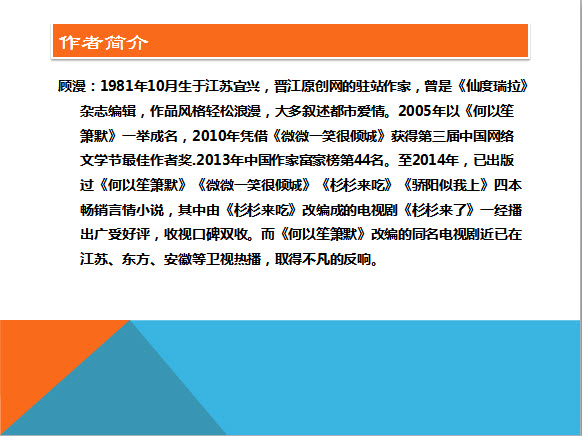 作者简介
顾漫：1981年10月生于江苏宜兴，晋江原创网的驻站作家，曾是《仙度瑞拉》
杂志编辑，作品风格轻松浪漫，大多叙述都市爱情。2005年以《何以笙
箫默》一举成名，2010年凭借《微微一笑很倾城》获得第三届中国网络
文学节最佳作者奖.2013年中国作家富豪榜第44名。至2014年，已出版
过《何以笙箫默》《微微一笑很倾城》《杉杉来吃》《骄阳似我上》四本
畅销言情小说，其中由《杉杉来吃》改编成的电视剧《杉杉来了》一经播
出广受好评，收视口碑双收。而《何以笙箫默》改编的同名电视剧近已在
江苏、东方、安徽等卫视热播，取得不凡的反响。